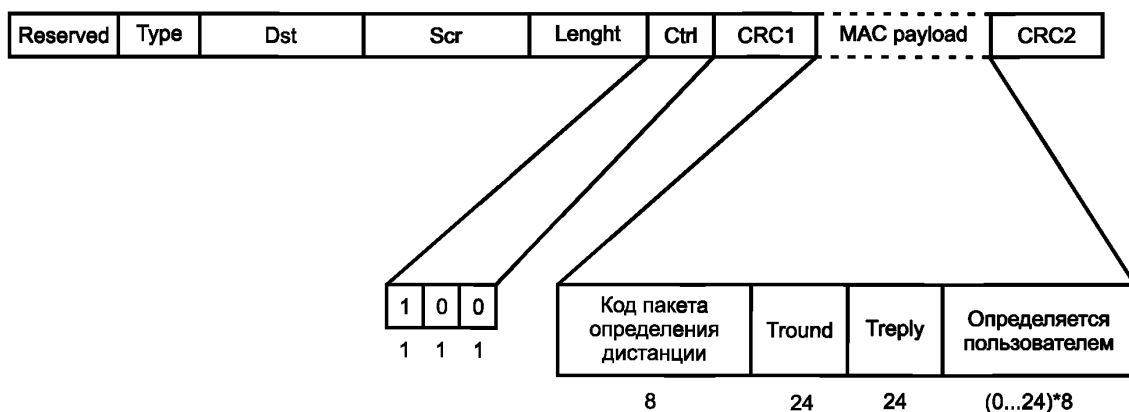 Reserved Type Dst Scr Lenght Ctrl CRC1 MAC payload CRC2
1 0 0
1 1 1
Код пакета определения дистанции
Tround
Treply
Определяется пользователем
8 24 24 (0...24)*8